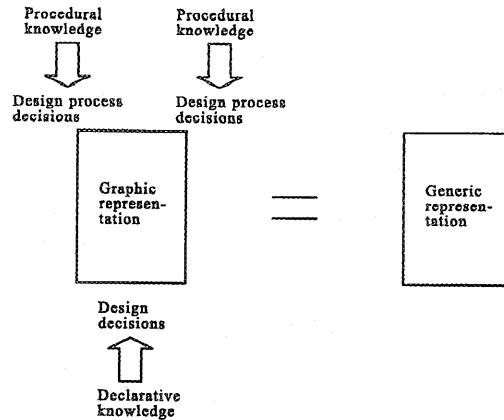 Procedural
knowledge
Procedural
knowledge
Design process
decisions
Design process
decisions
Graphic
represen-
tation
Generic
represen-
tation
Design
decisions
Declarative
knowledge